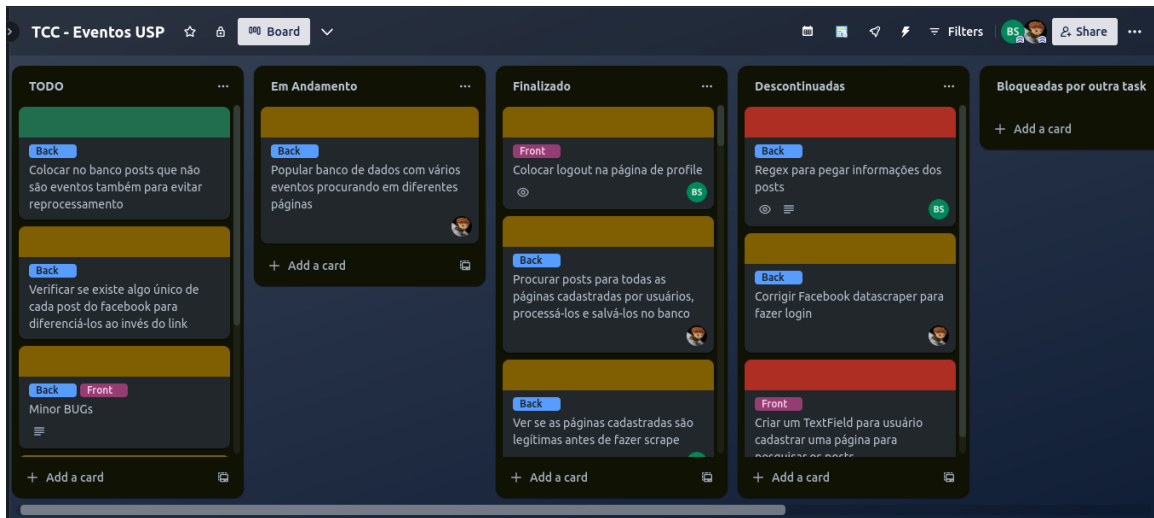 TCC - Eventos USP
Board
Filters
BS
Share
TODO
Back
Colocar no banco posts que não
são eventos também para evitar
reprocessamento
Back
Verificar se existe algo único de
cada post do facebook para
diferenciá-los ao invés do link
Back Front
Minor BUGs
+ Add a card
Em Andamento
Back
Popular banco de dados com vários
eventos procurando em diferentes
páginas
+ Add a card
Finalizado
Front
Colocar logout na página de profile
BS
Back
Procurar posts para todas as
páginas cadastradas por usuários,
processá-los e salvá-los no banco
Back
Ver se as páginas cadastradas são
legítimas antes de fazer scrape
+ Add a card
Descontinuadas
Back
Regex para pegar informações dos
posts
BS
Back
Corrigir Facebook datascraper para
fazer login
Front
Criar um TextField para usuário
cadastrar uma página para
pesquisar os posts
+ Add a card
Bloqueadas por outra task
+ Add a card